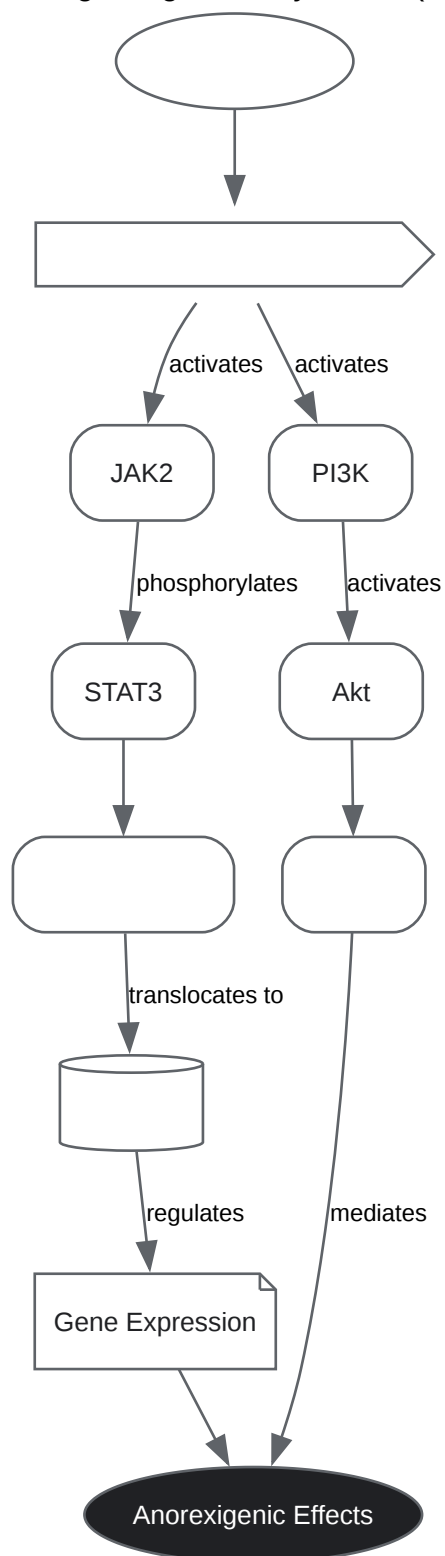 activates
activates
JAK2
PI3K
phosphorylates
activates
STAT3
Akt
translocates to
regulates
mediates
Gene Expression
Anorexigenic Effects